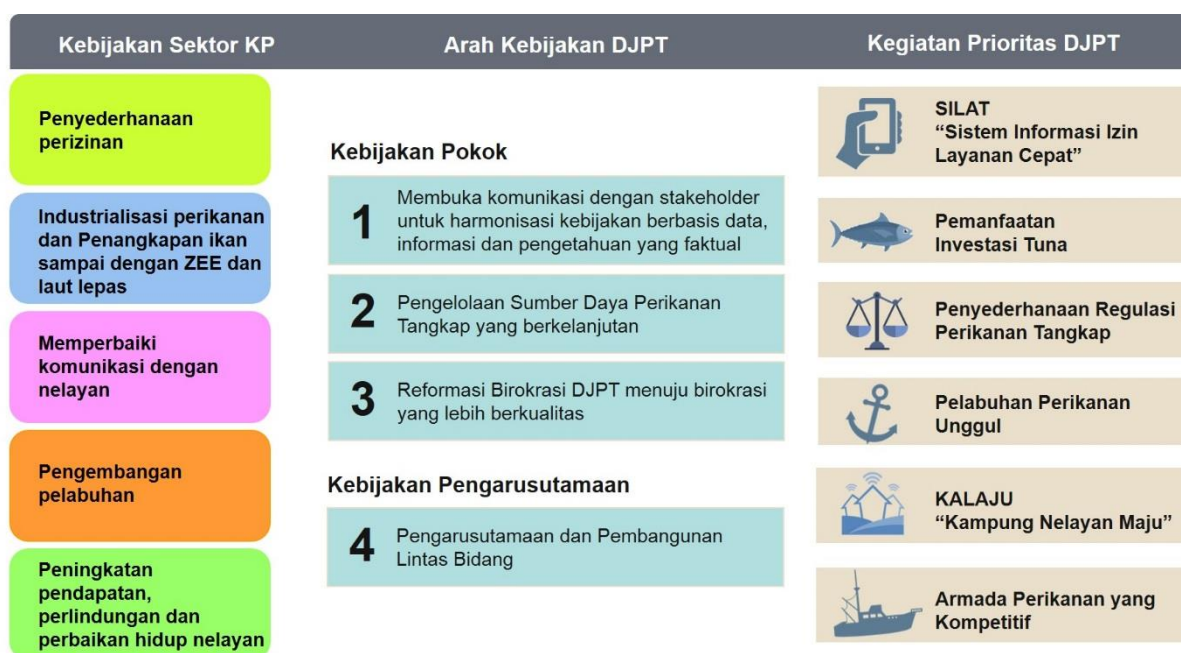 Kebijakan Sektor KP
Arah Kebijakan DJPT
Kegiatan Prioritas DJPT
Penyederhanaan
perizinan
Industrialisasi perikanan
dan Penangkapan ikan
sampai dengan ZEE dan
laut lepas
Memperbaiki
komunikasi dengan
nelayan
Pengembangan
pelabuhan
Peningkatan
pendapatan,
perlindungan dan
perbaikan hidup nelayan
Kebijakan Pokok
1
Membuka komunikasi dengan stakeholder
untuk harmonisasi kebijakan berbasis data,
informasi dan pengetahuan yang faktual
2
Pengelolaan Sumber Daya Perikanan
Tangkap yang berkelanjutan
3
Reformasi Birokrasi DJPT menuju birokrasi
yang lebih berkualitas
Kebijakan Pengarusutamaan
4
Pengarusutamaan dan Pembangunan
Lintas Bidang
SILAT
“Sistem Informasi Izin
Layanan Cepat”
Pemanfaatan
Investasi Tuna
Penyederhanaan Regulasi
Perikanan Tangkap
Pelabuhan Perikanan
Unggul
KALAJU
“Kampung Nelayan Maju”
Armada Perikanan yang
Kompetitif